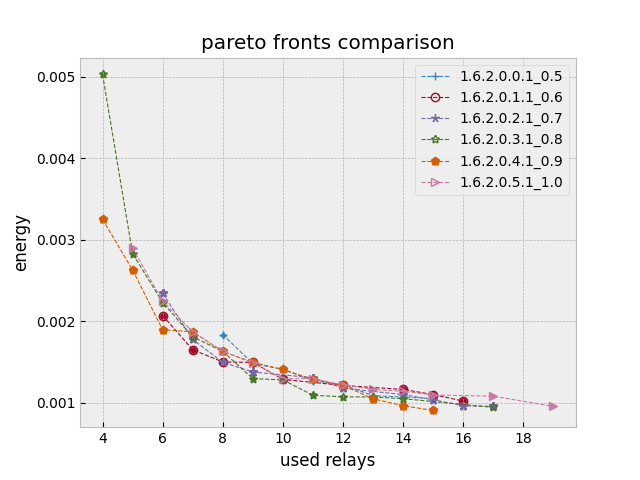 pareto fronts comparison
0.005
0.004
0.003
0.002
0.001
energy
1.6.2.0.0.1_0.5
1.6.2.0.1.1_0.6
1.6.2.0.2.1_0.7
1.6.2.0.3.1_0.8
1.6.2.0.4.1_0.9
1.6.2.0.5.1_1.0
4 6 8 10 12 14 16 18
used relays